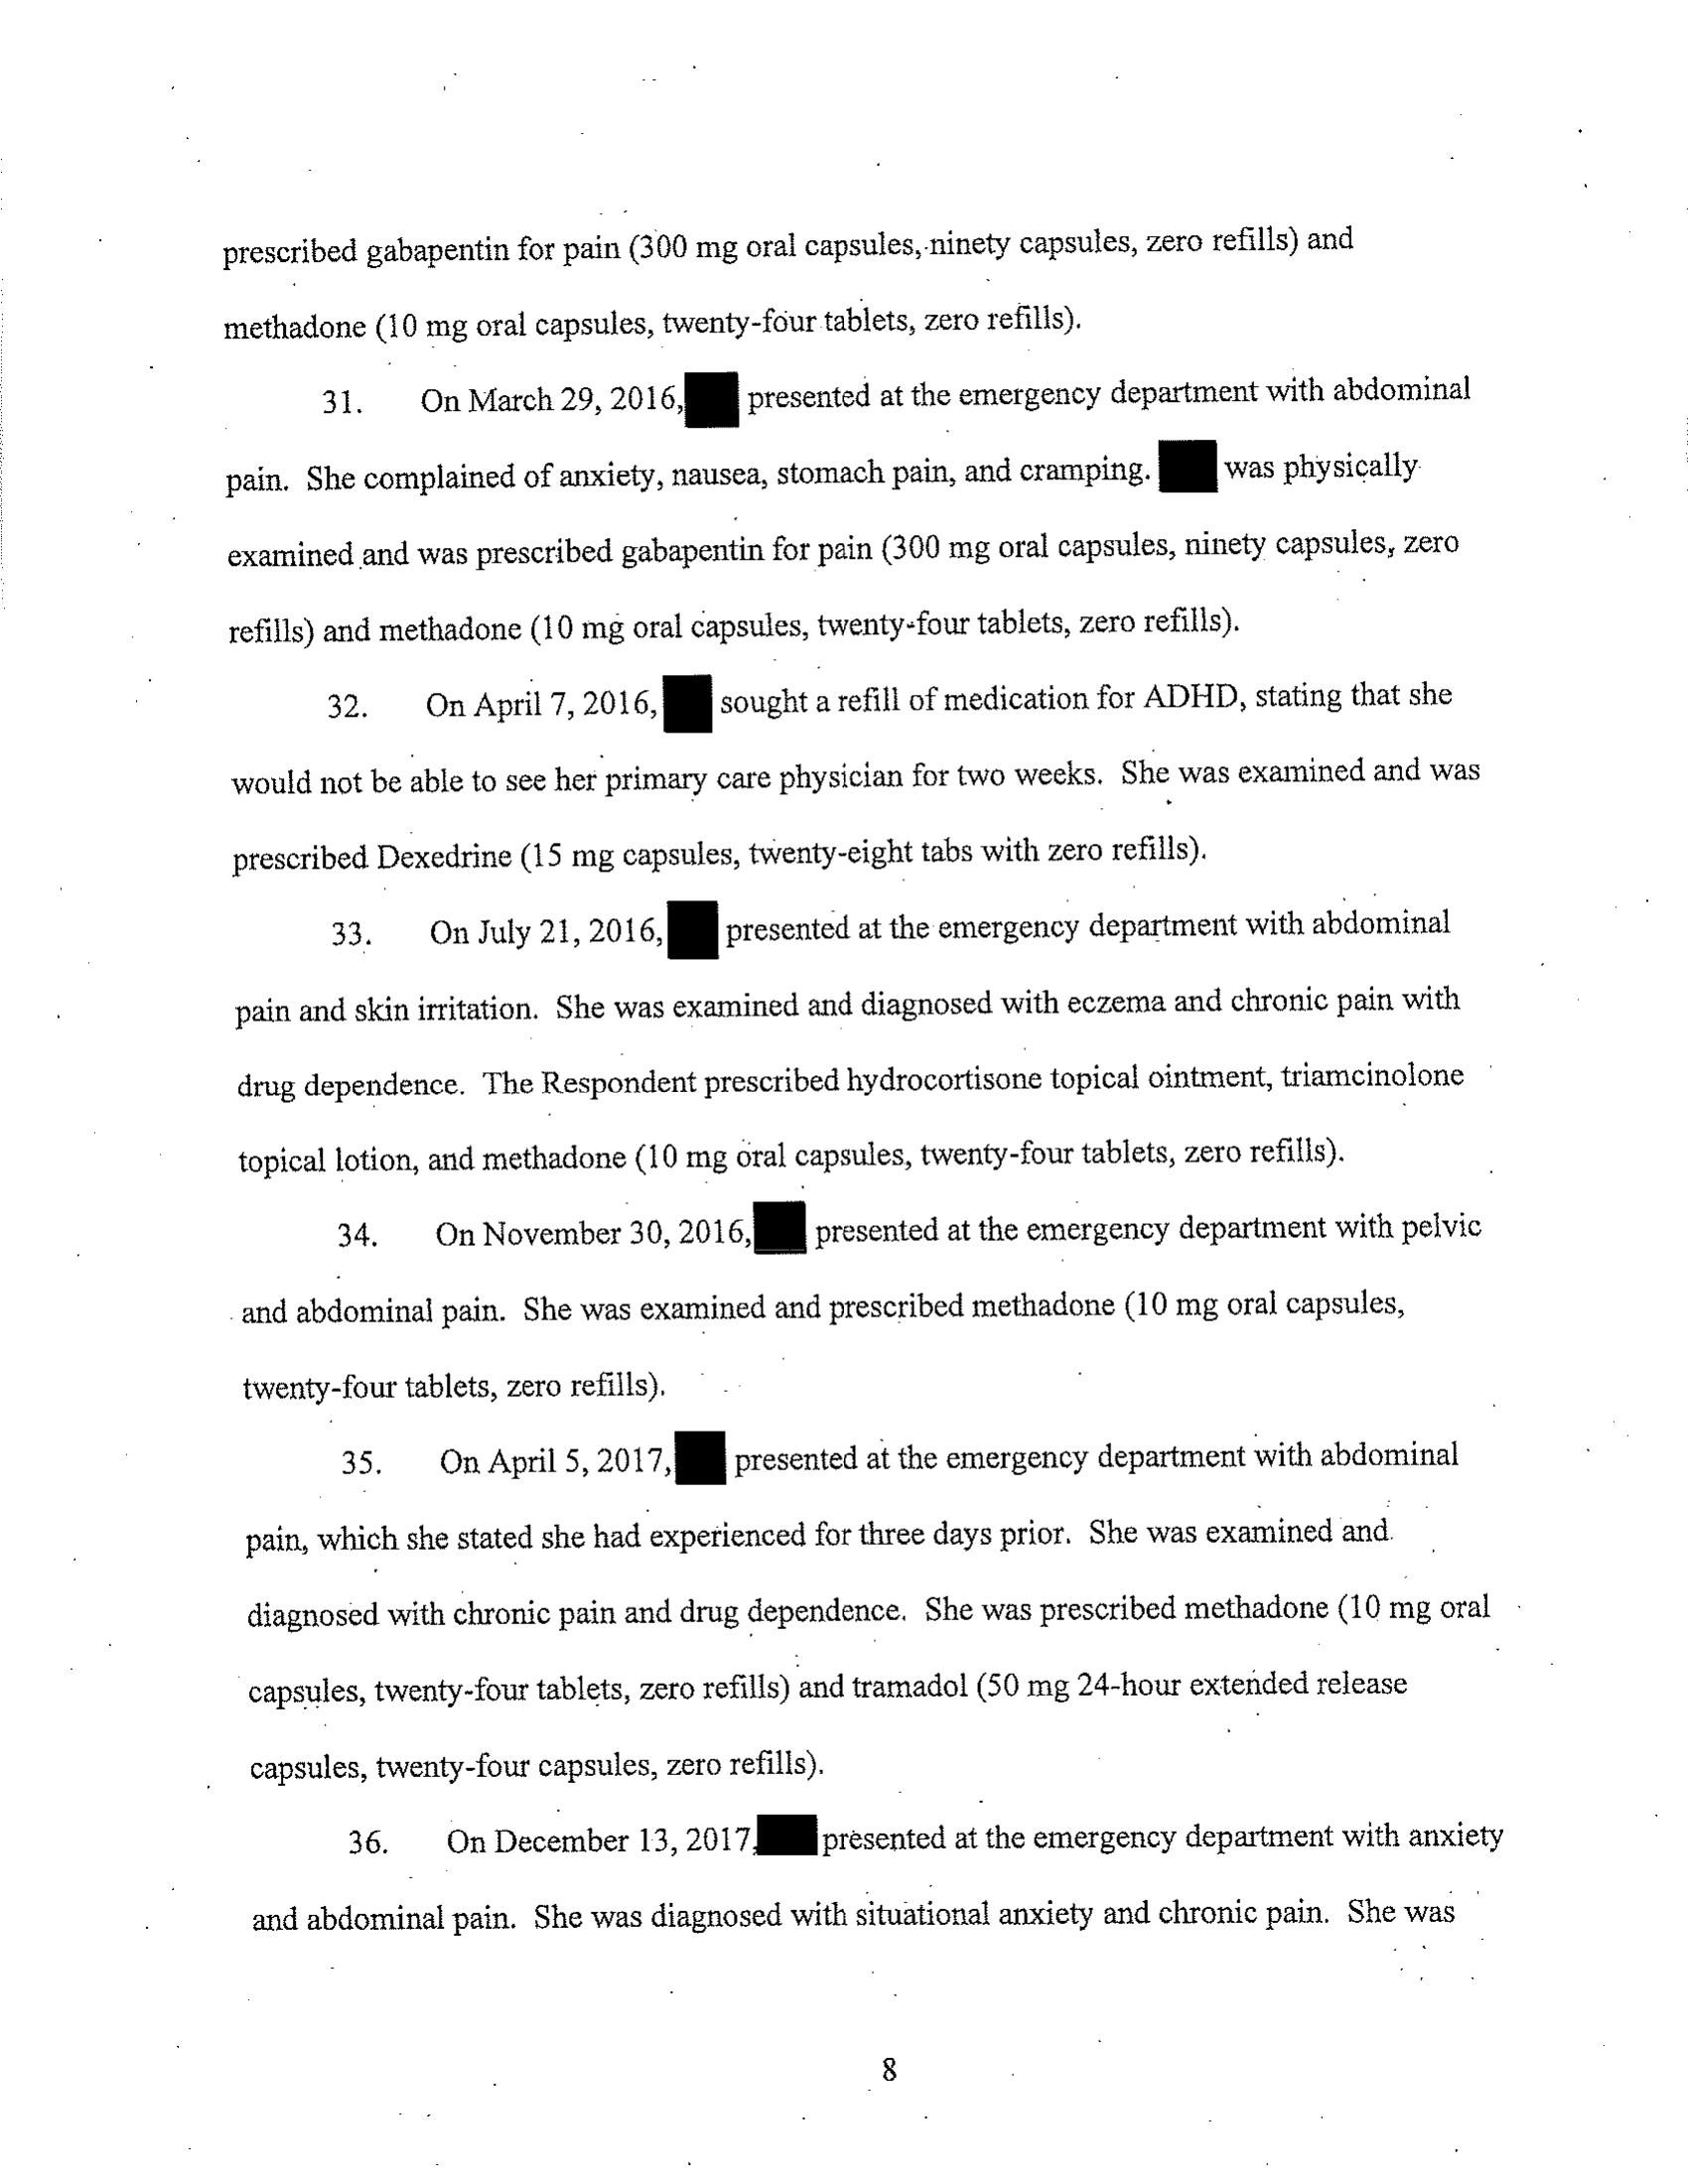 prescribed gabapentin for pain (300 mg oral capsules, ninety capsules, zero refills) and
methadone (10 mg oral capsules, twenty-four tablets, zero refills).
31. On March 29, 2016, presented at the emergency department with abdominal
pain. She complained of anxiety, nausea, stomach pain, and cramping. was physically
examined and was prescribed gabapentin for pain (300 mg oral capsules, ninety capsules, zero
refills) and methadone (10 mg oral capsules, twenty-four tablets, zero refills).
32. On April 7, 2016, sought a refill of medication for ADHD, stating that she
would not be able to see her primary care physician for two weeks. She was examined and was
prescribed Dexedrine (15 mg capsules, twenty-eight tabs with zero refills).
33. On July 21, 2016, presented at the emergency department with abdominal
pain and skin irritation. She was examined and diagnosed with eczema and chronic pain with
drug dependence. The Respondent prescribed hydrocortisone topical ointment, triamcinolone
topical lotion, and methadone (10 mg oral capsules, twenty-four tablets, zero refills).
34. On November 30, 2016, presented at the emergency department with pelvic
and abdominal pain. She was examined and prescribed methadone (10 mg oral capsules,
twenty-four tablets, zero refills).
35. On April 5, 2017, presented at the emergency department with abdominal
pain, which she stated she had experienced for three days prior. She was examined and
diagnosed with chronic pain and drug dependence. She was prescribed methadone (10 mg oral
capsules, twenty-four tablets, zero refills) and tramadol (50 mg 24-hour extended release
capsules, twenty-four capsules, zero refills).
36. On December 13, 2017, presented at the emergency department with anxiety
and abdominal pain. She was diagnosed with situational anxiety and chronic pain. She was
8